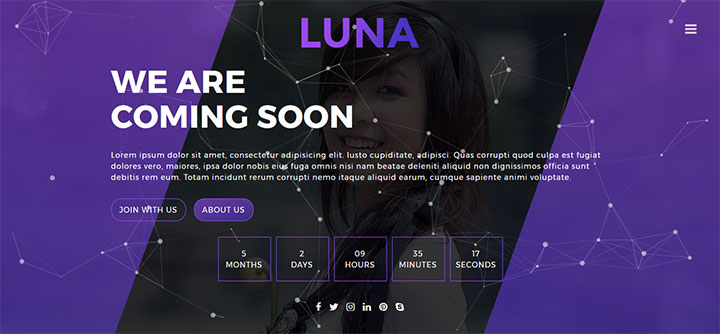 LUNA
WE ARE
COMING SOON
Lorem ipsum dolor sit amet, consectetur adipisicing elit. Iusto cupiditate, adipisci. Quas corrupti quod culpa est fugiat
dolores vero, maiores, ipsa dolor nobis eius fuga omnis nisi nam beatae deleniti aliquid non dignissimos officia sunt
debitis rem eum. Totam incidunt rerum corrupti nemo itaque aliquid earum, cumque sapiente animi voluptate.
JOIN WITH US ABOUT US
5 2 09 35 17
MONTHS DAYS HOURS MINUTES SECONDS